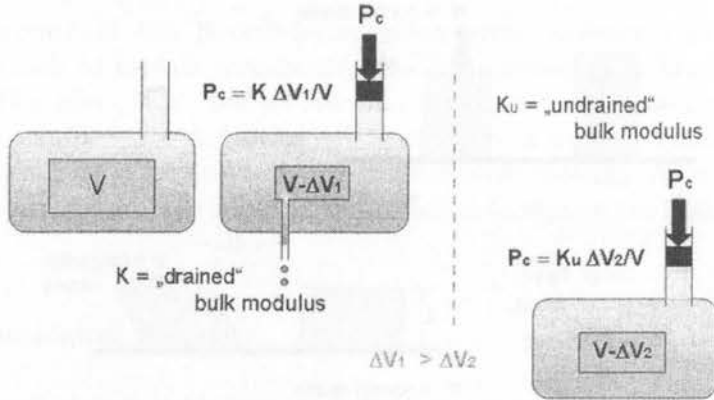 Pc
Pc = K ΔV1/V
V
V-ΔV1
K = „drained“
bulk modulus
Ku = „undrained“
bulk modulus
Pc
Pc = Ku ΔV2/V
V-ΔV2
ΔV1 > ΔV2